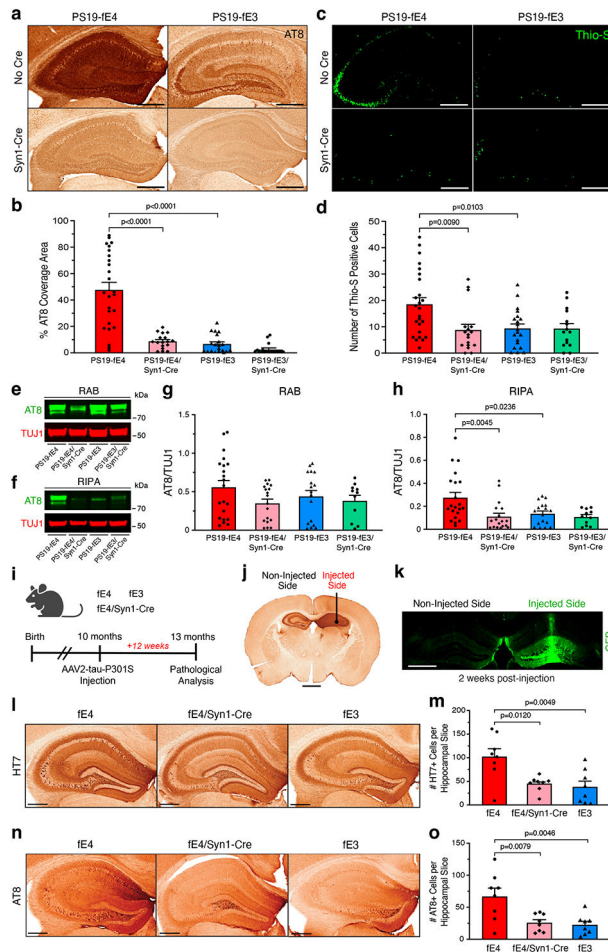 a
PS19-fE4 PS19-fE3
AT8
No Cre
Syn1-Cre
c
PS19-fE4 PS19-fE3
Thio-S
No Cre
Syn1-Cre
b
p<0.0001
p<0.0001
% AT8 Coverage Area
100
80
60
40
20
0
PS19-fE4 PS19-fE4/ PS19-fE3 PS19-fE3/
Syn1-Cre Syn1-Cre
d
p=0.0103
p=0.0090
Number of Thio-S Positive Cells
50
40
30
20
10
0
PS19-fE4 PS19-fE4/ PS19-fE3 PS19-fE3/
Syn1-Cre Syn1-Cre
e
RAB kDa
AT8
70
TUJ1
50
PS19-fE4
PS19-fE4/
Syn1-Cre
PS19-fE3
PS19-fE3/
Syn1-Cre
f
RIPA kDa
AT8
70
TUJ1
50
PS19-fE4
PS19-fE4/
Syn1-Cre
PS19-fE3
PS19-fE3/
Syn1-Cre
g
RAB
AT8/TUJ1
1.5
1.0
0.5
0.0
PS19-fE4 PS19-fE4/ PS19-fE3 PS19-fE3/
Syn1-Cre Syn1-Cre
h
RIPA
p=0.0236
p=0.0045
AT8/TUJ1
1.0
0.8
0.6
0.4
0.2
0.0
PS19-fE4 PS19-fE4/ PS19-fE3 PS19-fE3/
Syn1-Cre Syn1-Cre
i
fE4 fE3
fE4/Syn1-Cre
+12 weeks
Birth 10 months 13 months
AAV2-tau-P301S Pathological
Injection Analysis
j
Non-Injected Injected
Side Side
k
Non-Injected Injected
Side Side
GFP
2 weeks post-injection
l
fE4 fE4/Syn1-Cre fE3
HT7
m
p=0.0049
p=0.0120
# HT7+ Cells per
Hippocampal Slice
200
150
100
50
0
fE4 fE4/Syn1-Cre fE3
n
fE4 fE4/Syn1-Cre fE3
AT8
o
p=0.0046
p=0.0079
# AT8+ Cells per
Hippocampal Slice
200
150
100
50
0
fE4 fE4/Syn1-Cre fE3